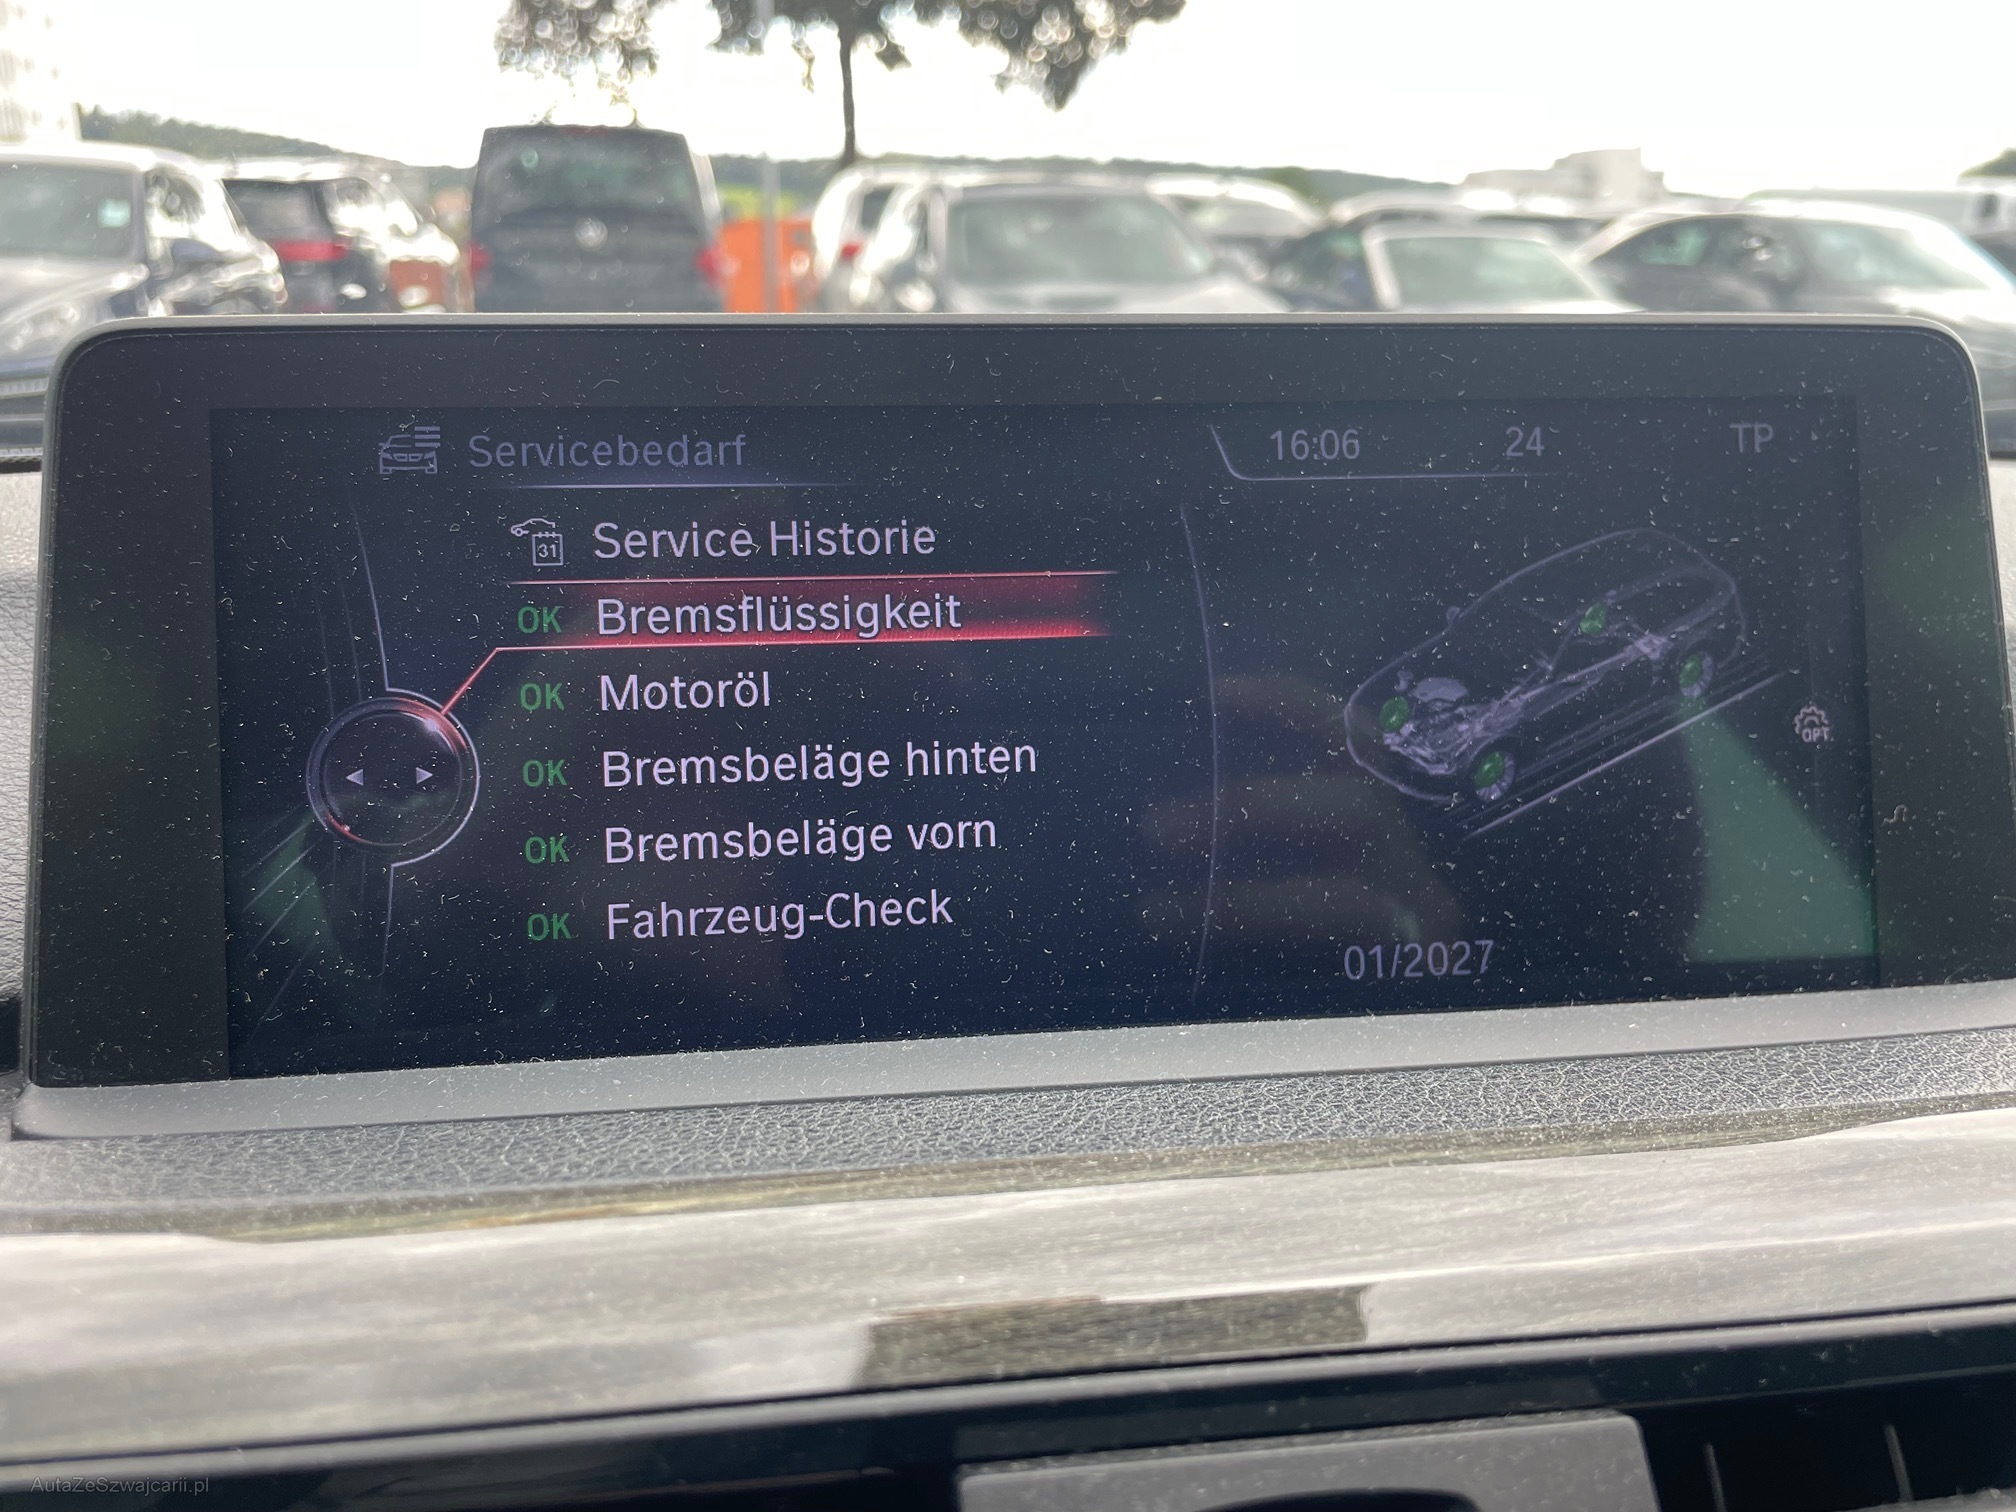 Servicebedarf
16:06 24 TP
31 Service Historie
OK Bremsflüssigkeit
OK Motoröl
OK Bremsbeläge hinten
OK Bremsbeläge vorn
OK Fahrzeug-Check
OPT
01/2027
AutaZeSzwajcarii.pl